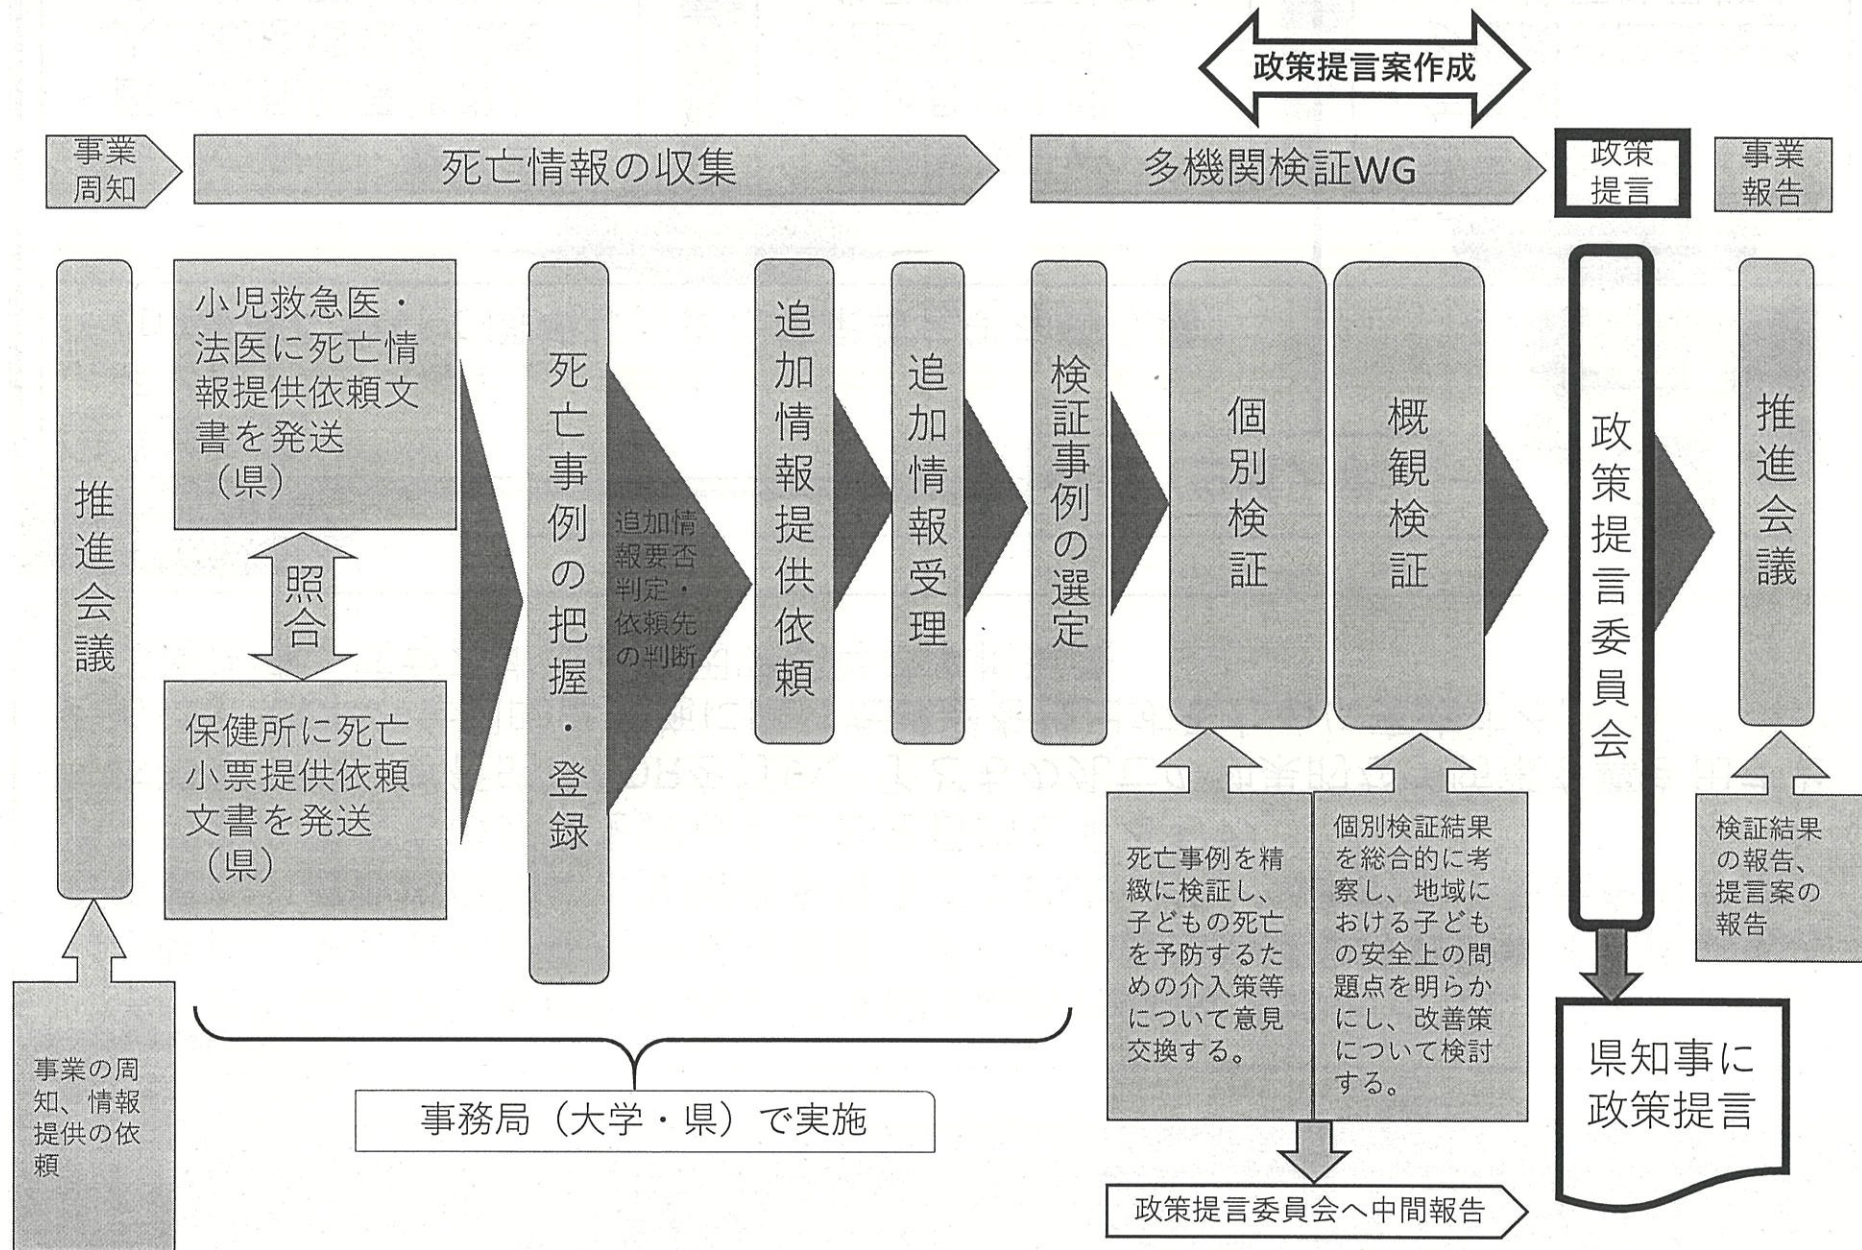 政策提言案作成
事業
周知
死亡情報の収集
多機関検証WG
政策
提言
事業
報告
推進会議
小児救急医・
法医に死亡情
報提供依頼文
書を発送
（県）
照合
保健所に死亡
小票提供依頼
文書を発送
（県）
死亡事例の把握・登録
追加情
報要否
判定・
依頼先
の判断
追加情報提供依頼
追加情報受理
検証事例の選定
個別検証
概観検証
政策提言委員会
推進会議
事業の周
知、情報
提供の依
頼
事務局（大学・県）で実施
死亡事例を精
緻に検証し、
子どもの死亡
を予防するた
めの介入策等
について意見
交換する。
個別検証結果
を総合的に考
察し、地域に
おける子ども
の安全上の問
題点を明らか
にし、改善策
について検討
する。
政策提言委員会へ中間報告
県知事に
政策提言
検証結果
の報告、
提言案の
報告